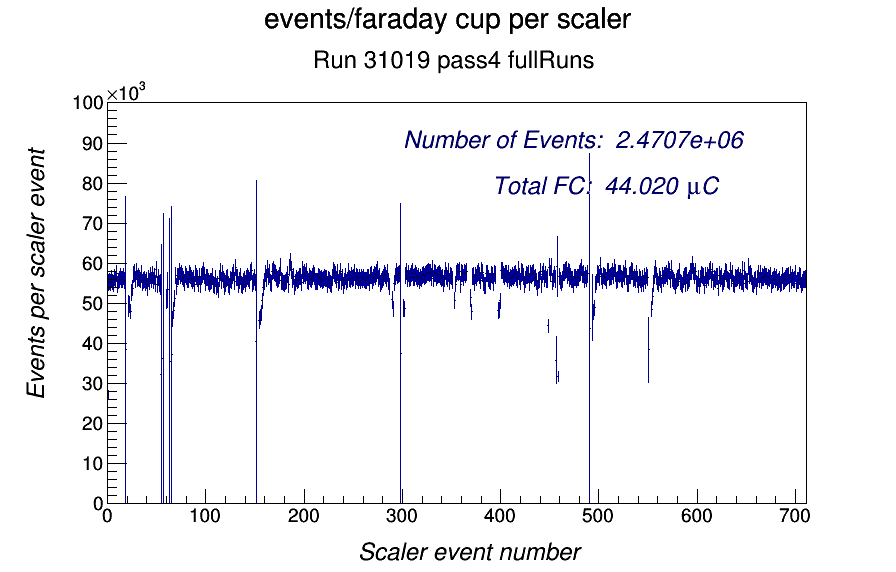 events/faraday cup per scaler
Run 31019 pass4 fullRuns
×10³
100
90
80
70
60
50
40
30
20
10
0
Events per scaler event
Number of Events: 2.4707e+06
Total FC: 44.020 μC
0 100 200 300 400 500 600 700
Scaler event number